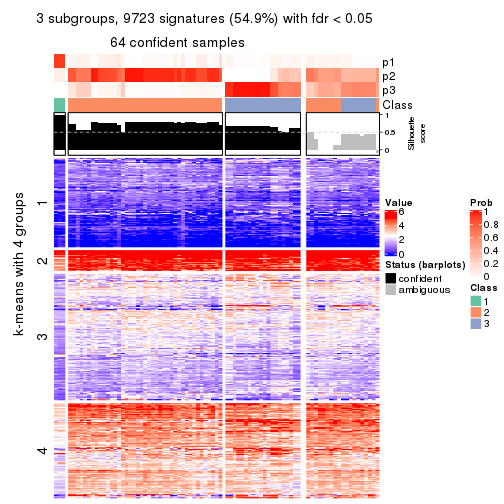 3 subgroups, 9723 signatures (54.9%) with fdr < 0.05
64 confident samples
p1
p2
p3
Class
1
0.5
0
Silhouette
score
k-means with 4 groups
1
2
3
4
Value
6
4
2
0
Status (barplots)
confident
ambiguous
Prob
1
0.8
0.6
0.4
0.2
0
Class
1
2
3